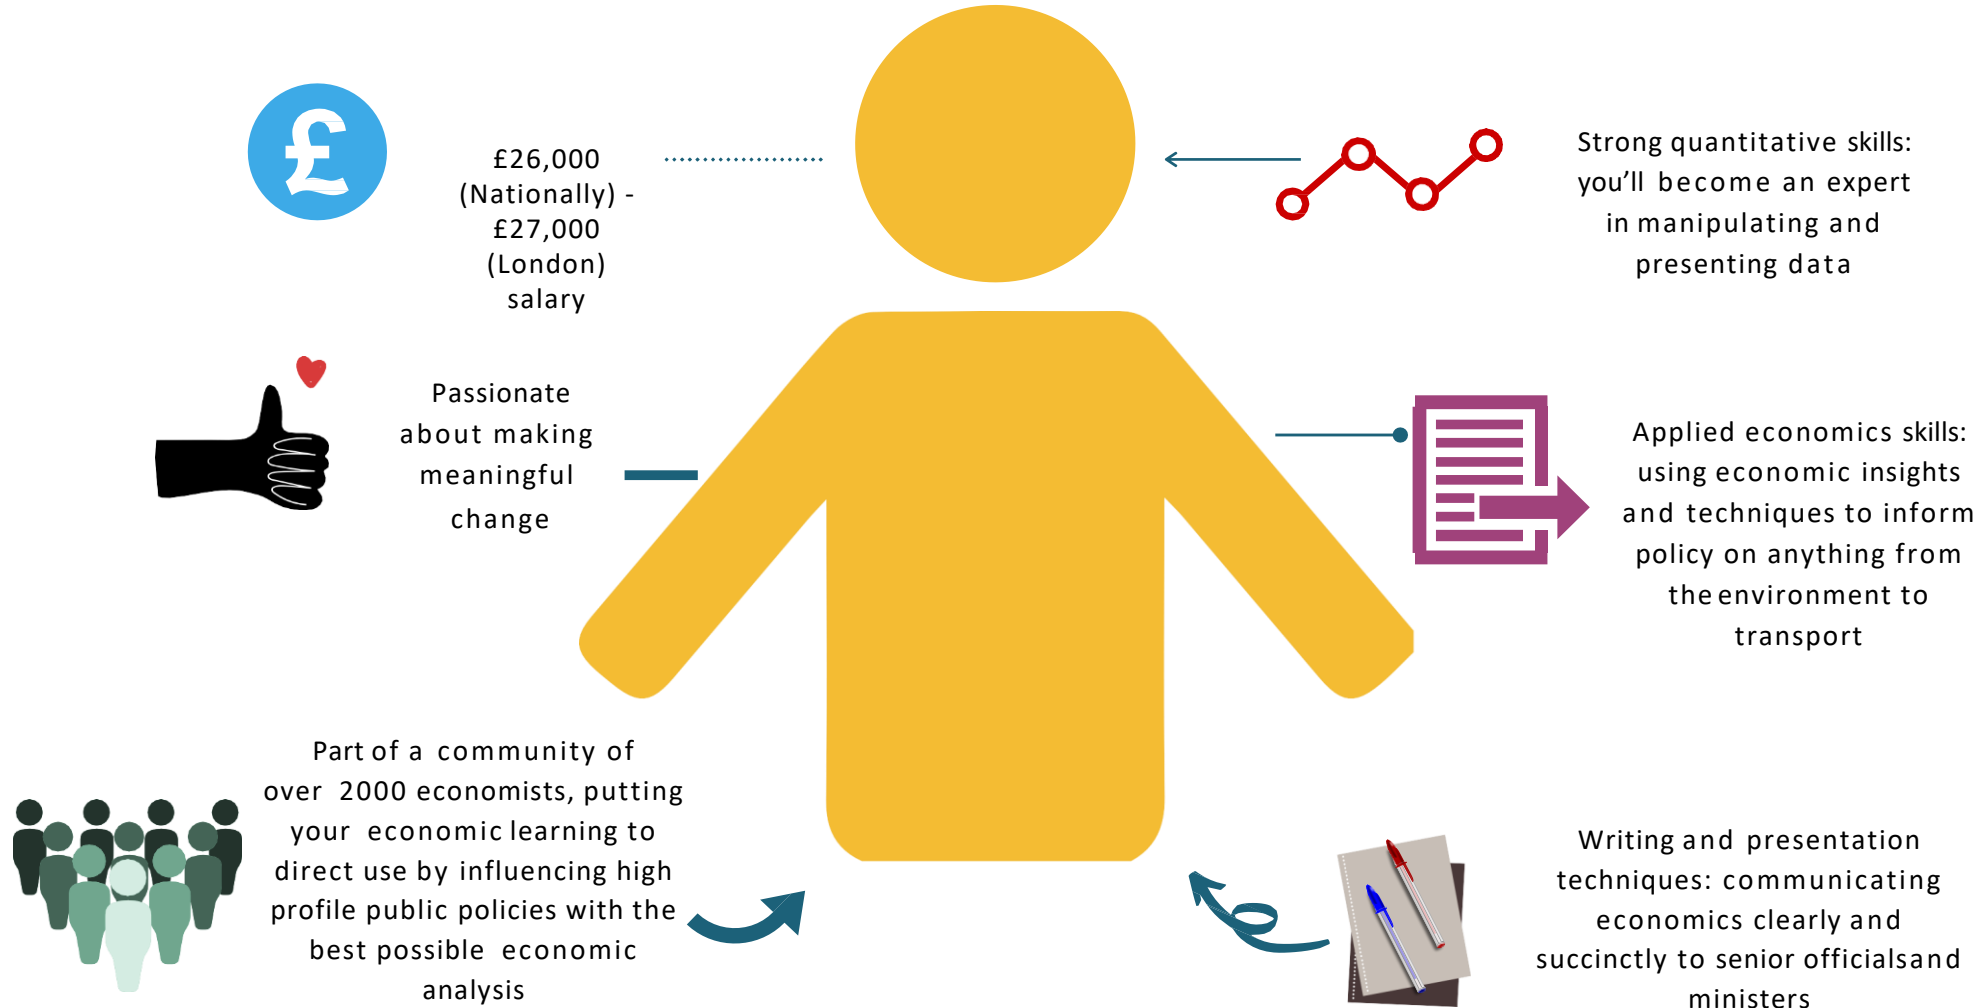 £26,000
(Nationally) -
£27,000
(London)
salary
Strong quantitative skills:
you'll become an expert
in manipulating and
presenting data
Passionate
about making
meaningful
change
Applied economics skills:
using economic insights
and techniques to inform
policy on anything from
the environment to
transport
Part of a community of
over 2000 economists, putting
your economic learning to
direct use by influencing high
profile public policies with the
best possible economic
analysis
Writing and presentation
techniques: communicating
economics clearly and
succinctly to senior officialsand
ministers